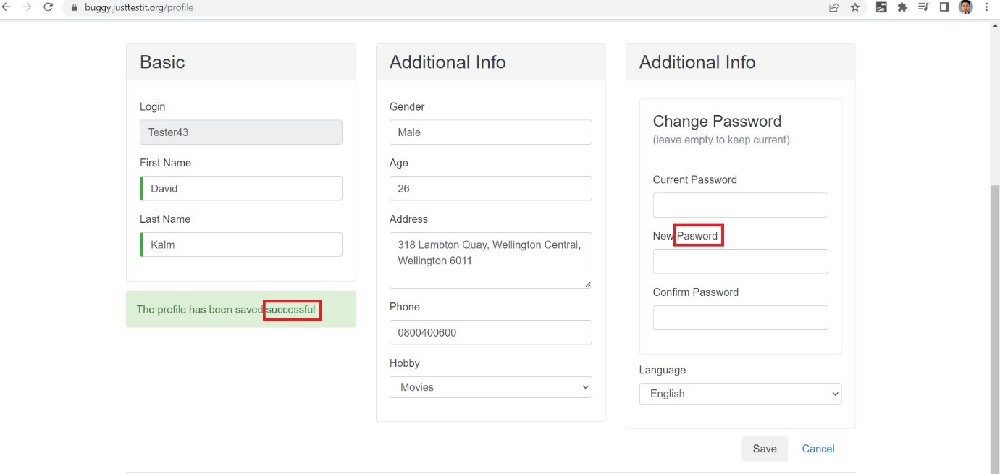 buggy.justtestit.org/profile
Basic
Login
Tester43
First Name
David
Last Name
Kalm
The profile has been saved successful
Additional Info
Gender
Male
Age
26
Address
318 Lambton Quay, Wellington Central,
Wellington 6011
Phone
0800400600
Hobby
Movies
Additional Info
Change Password
(leave empty to keep current)
Current Password
New Pasword
Confirm Password
Language
English
Save Cancel